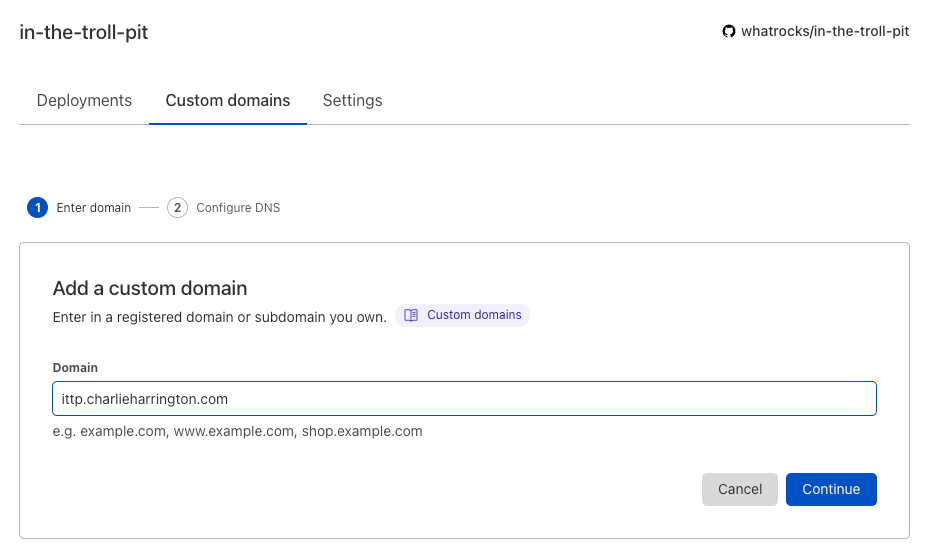 in-the-troll-pit
whatrocks/in-the-troll-pit
Deployments Custom domains Settings
1 Enter domain 2 Configure DNS
Add a custom domain
Enter in a registered domain or subdomain you own. Custom domains
Domain
ittp.charlieharrington.com
e.g. example.com, www.example.com, shop.example.com
Cancel Continue